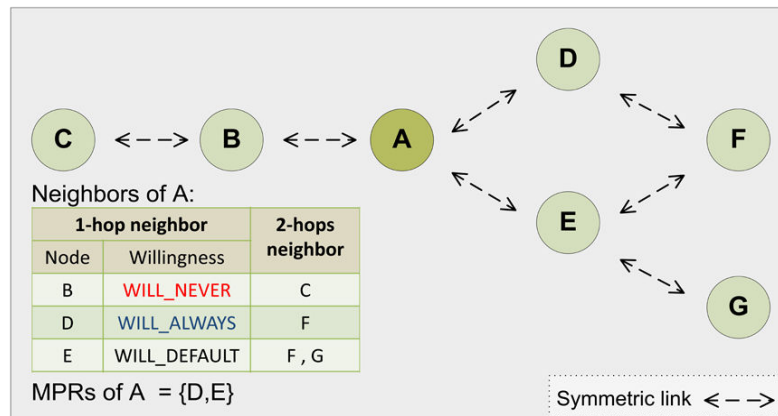 D
C B A F
Neighbors of A:
1-hop neighbor 2-hops neighbor
Node Willingness
B WILL_NEVER C
D WILL_ALWAYS F
E WILL_DEFAULT F , G
E
G
MPRs of A = {D,E}
Symmetric link